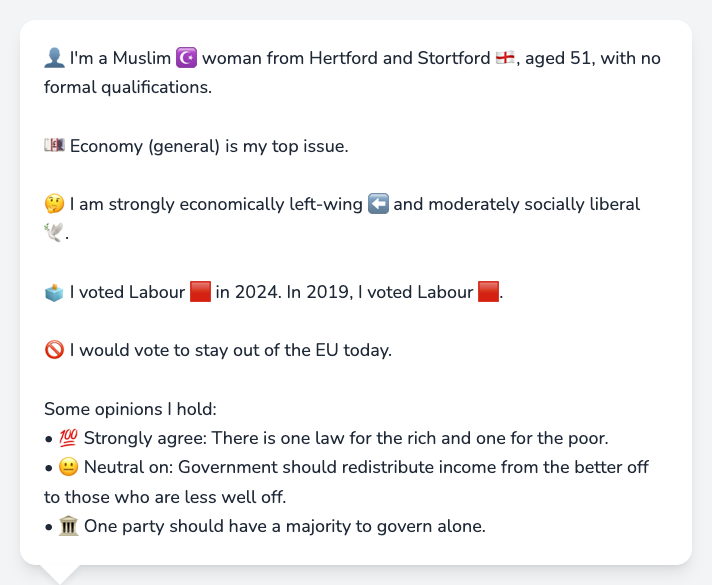 👤 I'm a Muslim ☪️ woman from Hertford and Stortford 🏴󠁧󠁢󠁥󠁮󠁧󠁿, aged 51, with no
formal qualifications.
💷 Economy (general) is my top issue.
🤔 I am strongly economically left-wing ⬅️ and moderately socially liberal
🕊️.
🗳️ I voted Labour 🟥 in 2024. In 2019, I voted Labour 🟥.
🚫 I would vote to stay out of the EU today.
Some opinions I hold:
• 💯 Strongly agree: There is one law for the rich and one for the poor.
• 😐 Neutral on: Government should redistribute income from the better off
to those who are less well off.
• 🏛️ One party should have a majority to govern alone.